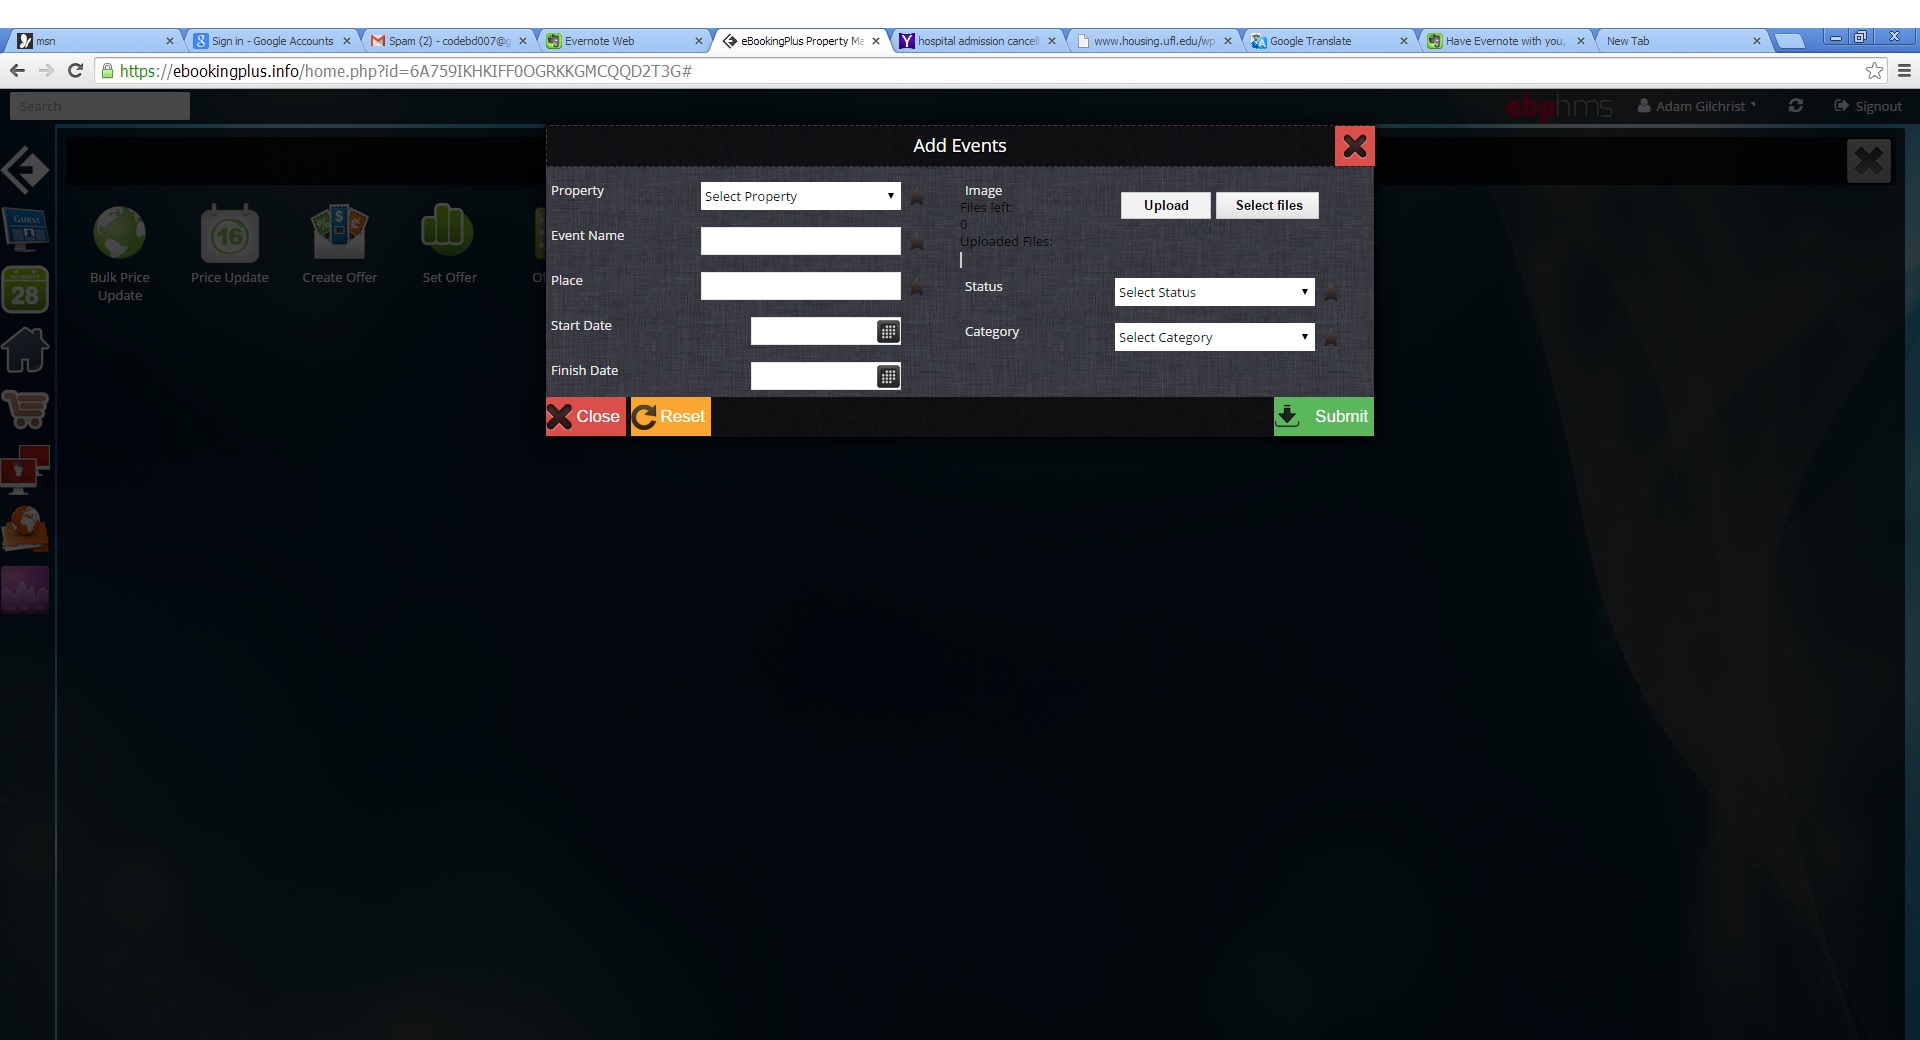 msn
Sign in - Google Accounts
Spam (2) - codebd007@g
Evernote Web
eBookingPlus Property Ma
hospital admission cancell
www.housing.ufl.edu/wp
Google Translate
Have Evernote with you,
New Tab
https://ebookingplus.info/home.php?id=6A759IKHKIFF0OGRKKGMCQQD2T3G#
Search
ebphms
Adam Gilchrist
Signout
Add Events
Property
Select Property
Image
Files left:
0
Uploaded Files:
Upload
Select files
Event Name
Place
Status
Select Status
Start Date
Category
Select Category
Finish Date
Close
Reset
Submit
Guest
16
Bulk Price
Update
Price Update
Create Offer
Set Offer
28